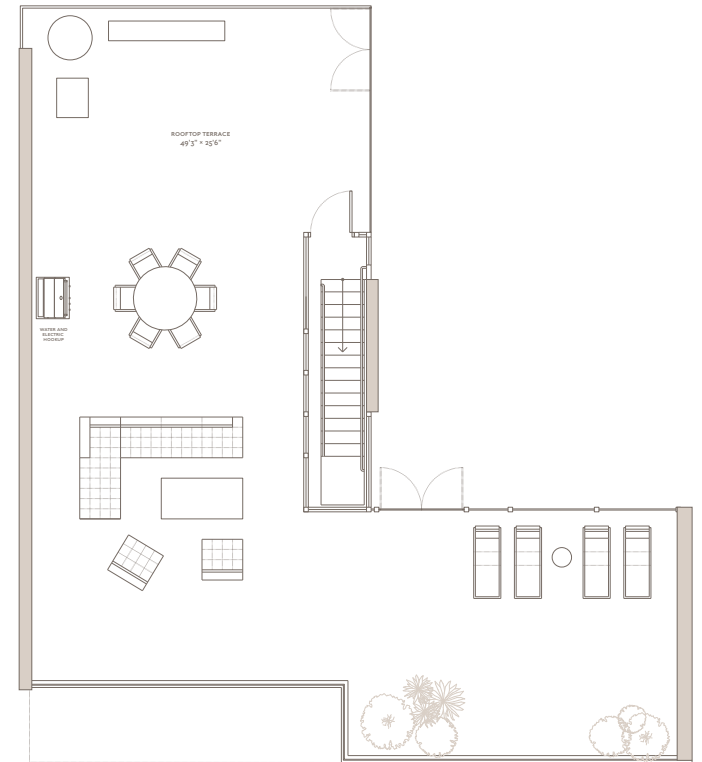 ROOFTOP TERRACE
49'3" × 25'6"
WATER AND
ELECTRIC
HOOKUP